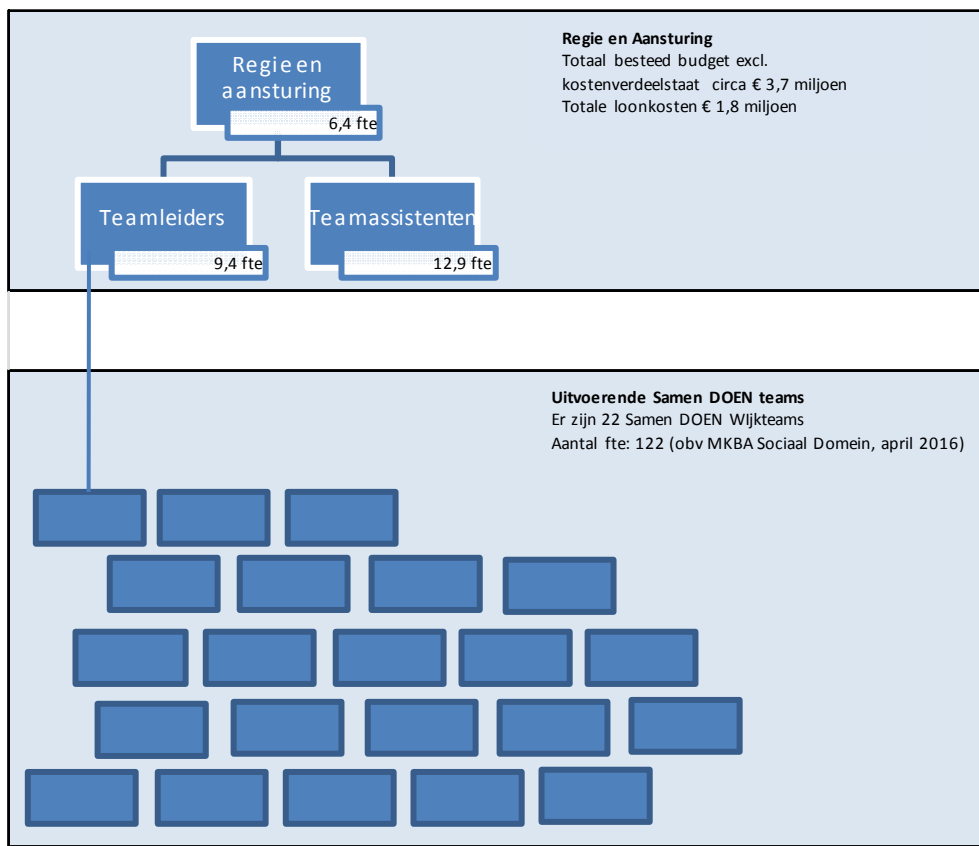 Regie en
aansturing
6,4 fte
Teamleiders
9,4 fte
Teamassistenten
12,9 fte
Regie en Aansturing
Totaal besteed budget excl.
kostenverdeelstaat circa € 3,7 miljoen
Totale loonkosten € 1,8 miljoen
Uitvoerende Samen DOEN teams
Er zijn 22 Samen DOEN WIjkteams
Aantal fte: 122 (obv MKBA Sociaal Domein, april 2016)